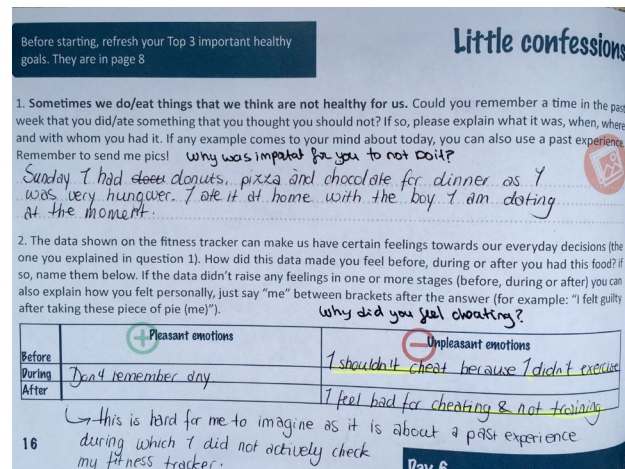 Before starting, refresh your Top 3 important healthy
goals. They are in page 8
Little confessions
1. Sometimes we do/eat things that we think are not healthy for us. Could you remember a time in the past
week that you did/ate something that you thought you should not? If so, please explain what it was, when, where
and with whom you had it. If any example comes to your mind about today, you can also use a past experience.
Remember to send me pics! why was impatat for you to not Doit?
Sunday I had donuts, pizza and chocolate for dinner as I
was very hungover. I ate it at home with the boy I am dating
at the moment.
2. The data shown on the fitness tracker can make us have certain feelings towards our everyday decisions (the
one you explained in question 1). How did this data made you feel before, during or after you had this food? if
so, name them below. If the data didn't raise any feelings in one or more stages (before, during or after) you can
also explain how you felt personally, just say "me" between brackets after the answer (for example: "I felt guilty
after taking these piece of pie (me)"). why did you feel cheating?
Pleasant emotions
Unpleasant emotions
Before
I shouldn't cheat because I didn't exercise
During
Don't remember any
After
I feel bad for cheating & not training
this is hard for me to imagine as it is about a past experience
during which I did not actively check
my fitness tracker.
16
Day 6